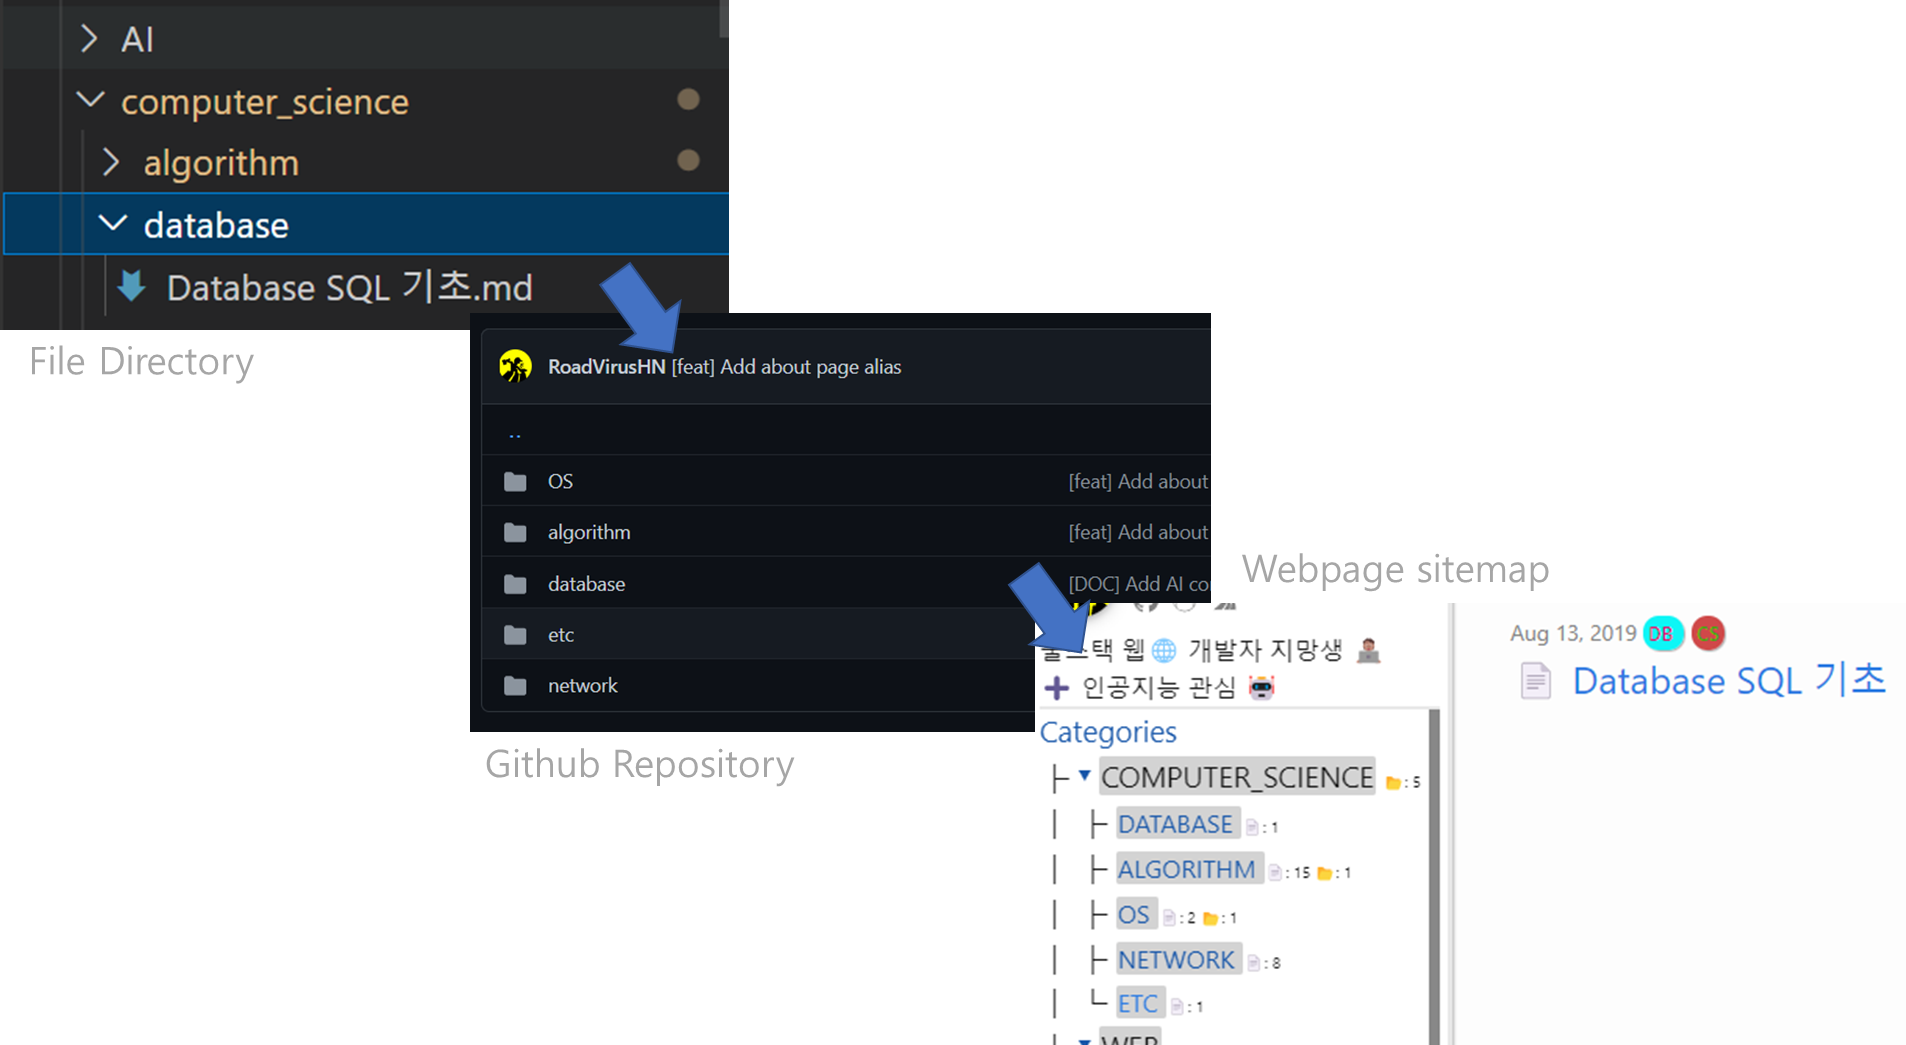 AI
computer_science
algorithm
database
Database SQL 기초.md
File Directory
RoadVirusHN [feat] Add about page alias
..
OS [feat] Add about
algorithm [feat] Add about
database [DOC] Add AI co
etc
network
Github Repository
Webpage sitemap
택 웹 개발자 지망생
인공지능 관심
Categories
COMPUTER_SCIENCE : 5
DATABASE : 1
ALGORITHM : 15 : 1
OS : 2 : 1
NETWORK : 8
ETC : 1
WEB
Aug 13, 2019 DB CS
Database SQL 기초